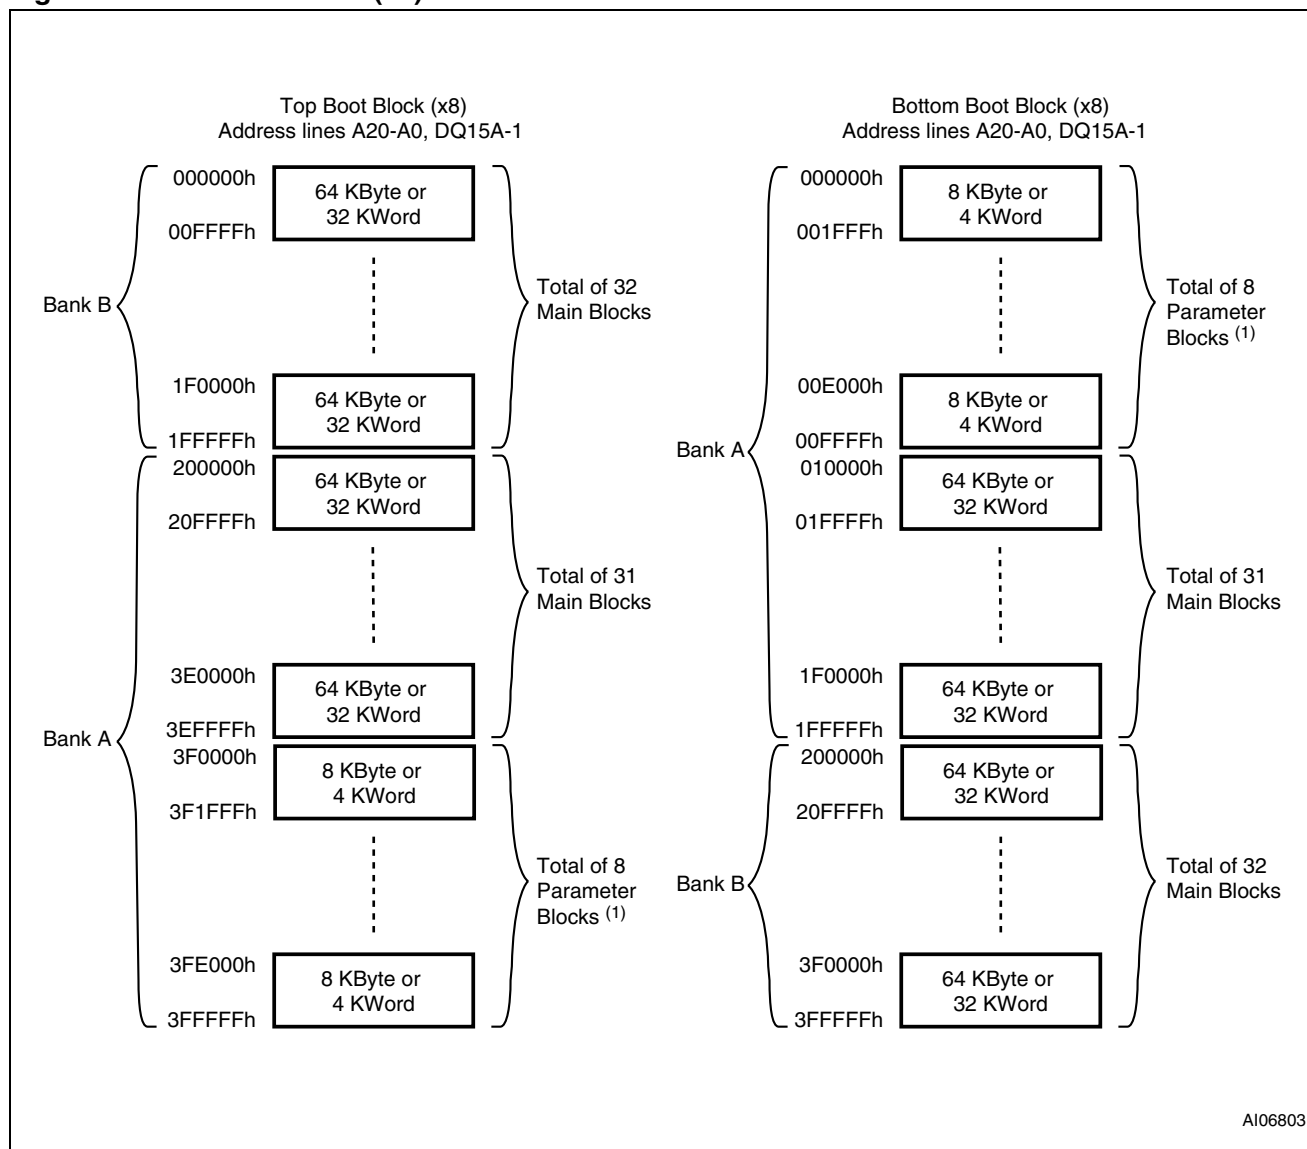 Top Boot Block (x8)
Address lines A20-A0, DQ15A-1
000000h
64 KByte or
32 KWord
00FFFFh
Total of 32
Main Blocks
Bank B
1F0000h
64 KByte or
32 KWord
1FFFFFh
200000h
64 KByte or
32 KWord
20FFFFh
Total of 31
Main Blocks
3E0000h
64 KByte or
32 KWord
3EFFFFh
Bank A
3F0000h
8 KByte or
4 KWord
3F1FFFh
Total of 8
Parameter
Blocks (1)
3FE000h
8 KByte or
4 KWord
3FFFFFh
Bottom Boot Block (x8)
Address lines A20-A0, DQ15A-1
000000h
8 KByte or
4 KWord
001FFFh
Total of 8
Parameter
Blocks (1)
00E000h
8 KByte or
4 KWord
00FFFFh
Bank A
010000h
64 KByte or
32 KWord
01FFFFh
Total of 31
Main Blocks
1F0000h
64 KByte or
32 KWord
1FFFFFh
200000h
64 KByte or
32 KWord
20FFFFh
Bank B
Total of 32
Main Blocks
3F0000h
64 KByte or
32 KWord
3FFFFFh
AI06803